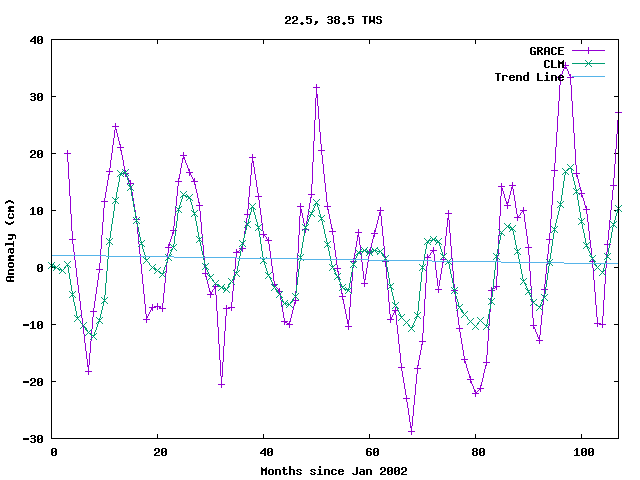 22.5, 38.5 TWS
GRACE
CLM
Trend Line
Anomaly (cm)
40
30
20
10
0
-10
-20
-30
0 20 40 60 80 100
Months since Jan 2002